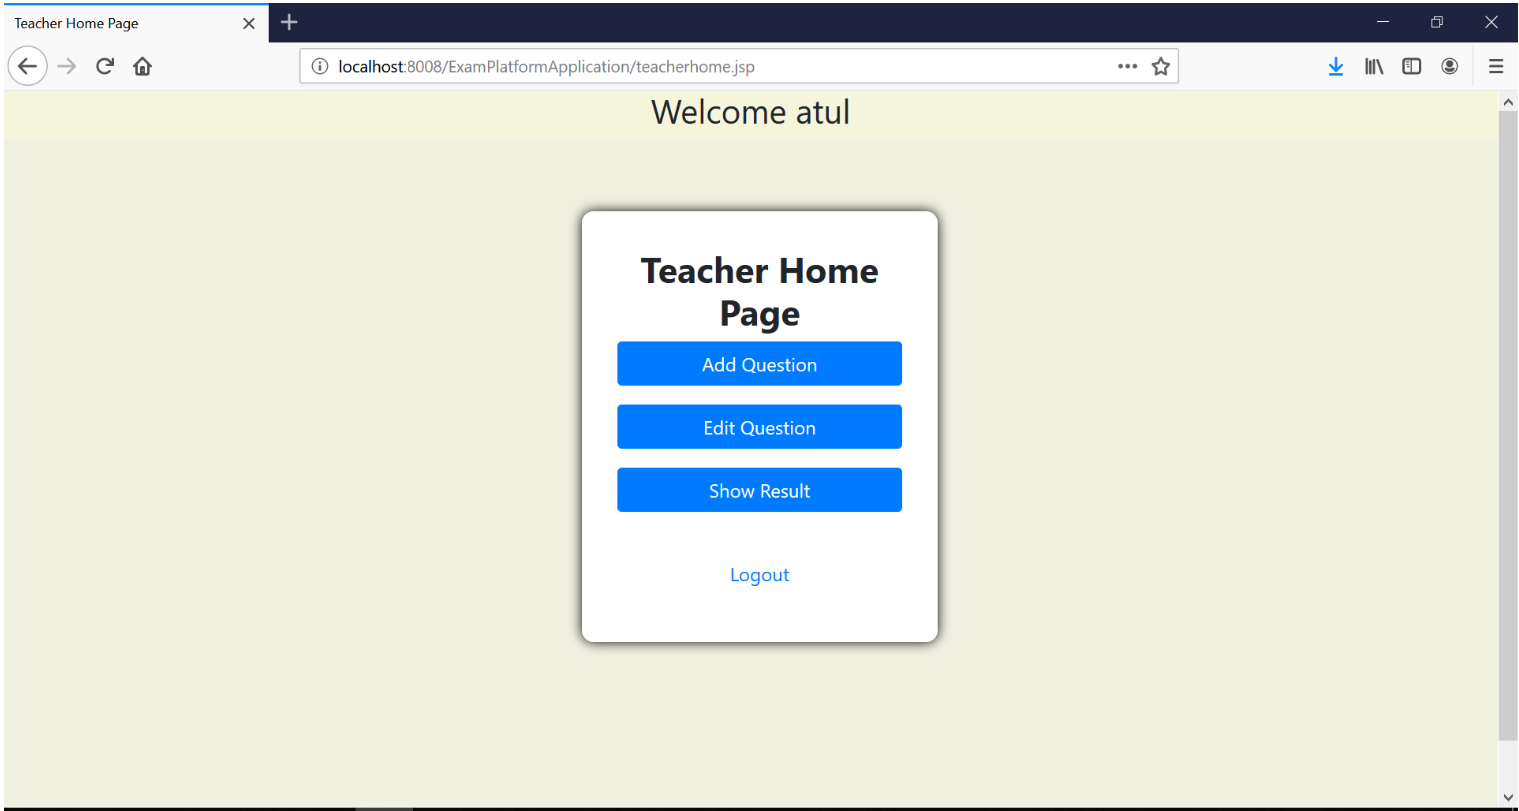 Teacher Home Page
localhost:8008/ExamPlatformApplication/teacherhome.jsp
Welcome atul
Teacher Home
Page
Add Question
Edit Question
Show Result
Logout